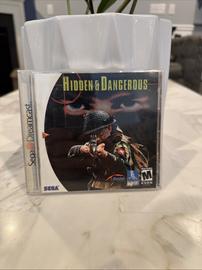 HIDDEN & DANGEROUS
Sega Dreamcast
SEGA
M